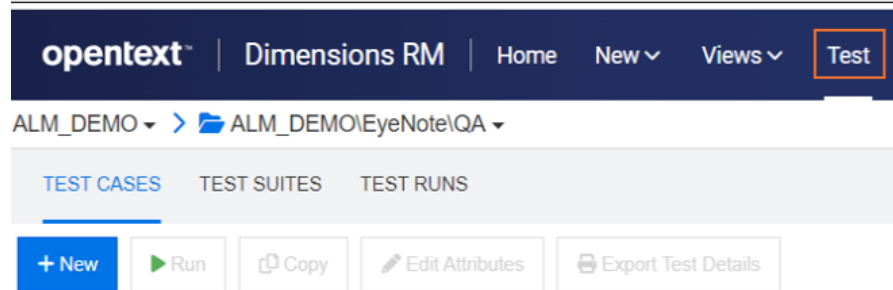 opentext™ | Dimensions RM | Home New Views Test
ALM_DEMO > ALM_DEMO\EyeNote\QA
TEST CASES TEST SUITES TEST RUNS
+ New Run Copy Edit Attributes Export Test Details